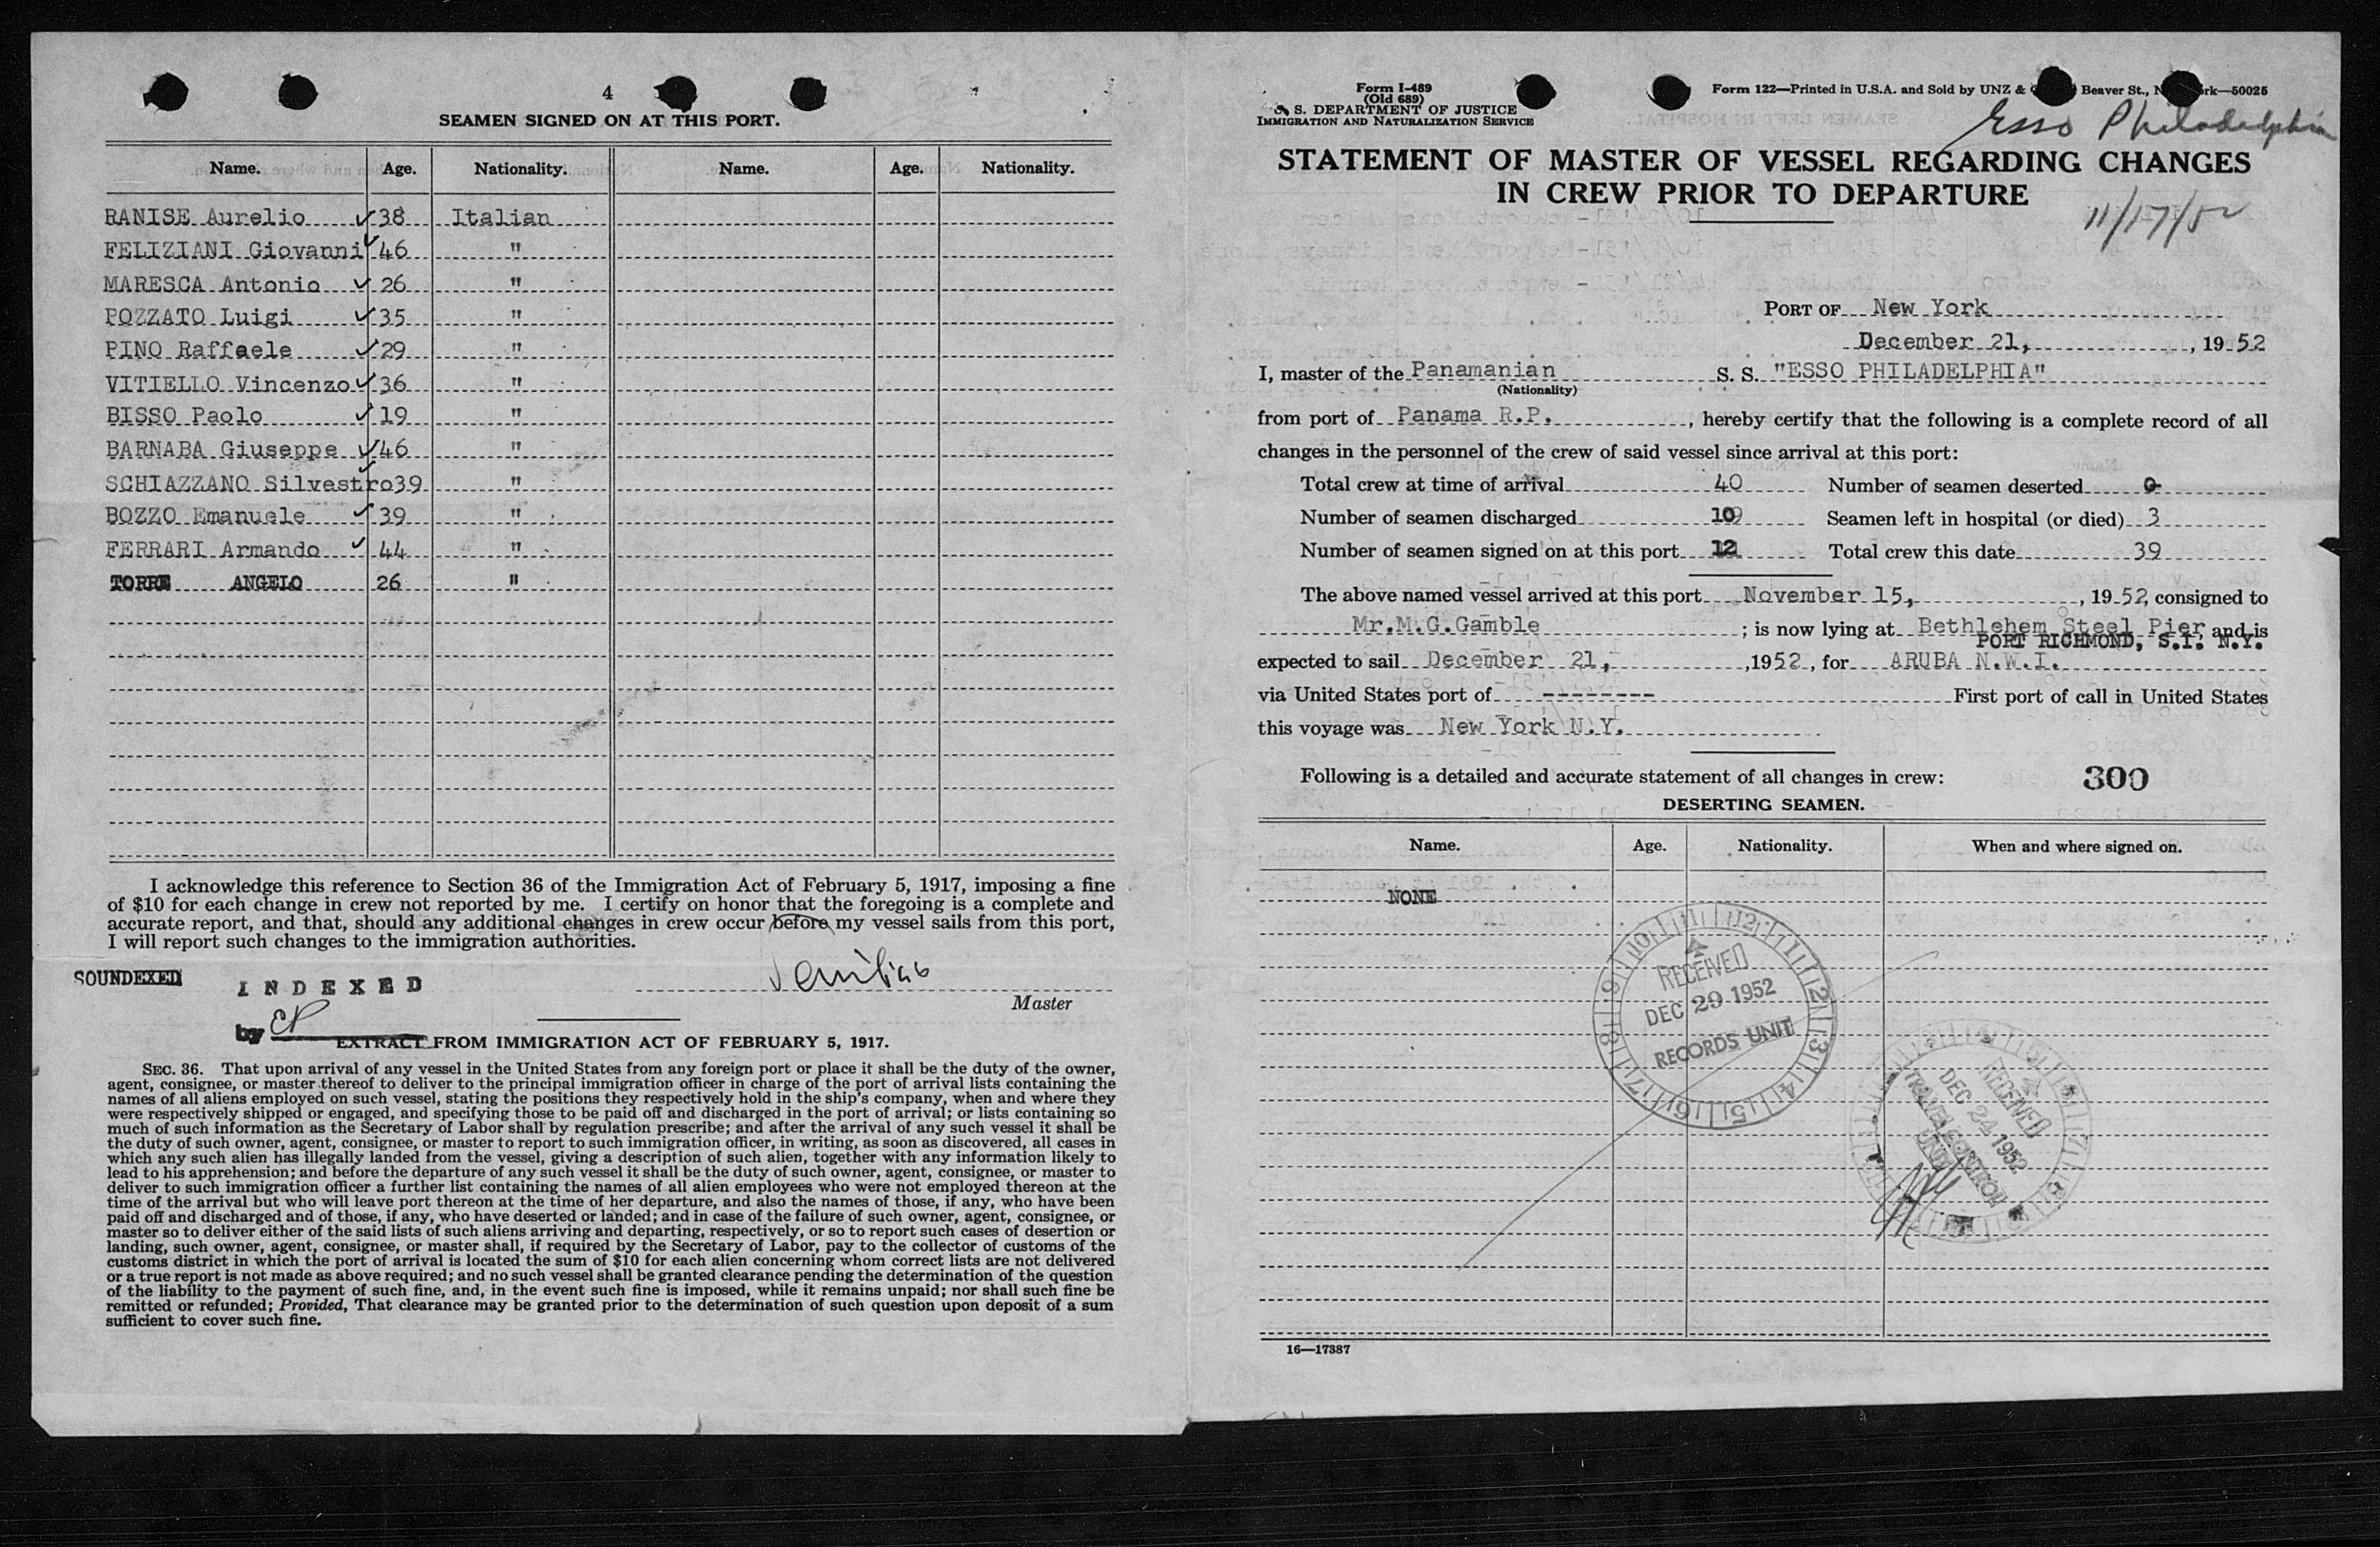 4
SEAMEN SIGNED ON AT THIS PORT.
Name. Age. Nationality. Name. Age. Nationality.
RANISE Aurelio ✓ 38 Italian
FELIZIANI Giovanni ✓ 46 "
MARESCA Antonio ✓ 26 "
POZZATO Luigi ✓ 35 "
PINO Raffaele ✓ 29 "
VITIELLO Vincenzo ✓ 36 "
BISSO Paolo ✓ 19 "
BARNABA Giuseppe ✓ 46 "
SCHIAZZANO Silvestro ✓ 39 "
BOZZO Emanuele ✓ 39 "
FERRARI Armando ✓ 44 "
TORRE ANGELO 26 "
I acknowledge this reference to Section 36 of the Immigration Act of February 5, 1917, imposing a fine
of $10 for each change in crew not reported by me. I certify on honor that the foregoing is a complete and
accurate report, and that, should any additional changes in crew occur before my vessel sails from this port,
I will report such changes to the immigration authorities.
SOUNDEXED
INDEXED
Master
by
EXTRACT FROM IMMIGRATION ACT OF FEBRUARY 5, 1917.
SEC. 36. That upon arrival of any vessel in the United States from any foreign port or place it shall be the duty of the owner,
agent, consignee, or master thereof to deliver to the principal immigration officer in charge of the port of arrival lists containing the
names of all aliens employed on such vessel, stating the positions they respectively hold in the ship's company, when and where they
were respectively shipped or engaged, and specifying those to be paid off and discharged in the port of arrival; or lists containing so
much of such information as the Secretary of Labor shall by regulation prescribe; and after the arrival of any such vessel it shall be
the duty of such owner, agent, consignee, or master to report to such immigration officer, in writing, as soon as discovered, all cases in
which any such alien has illegally landed from the vessel, giving a description of such alien, together with any information likely to
lead to his apprehension; and before the departure of any such vessel it shall be the duty of such owner, agent, consignee, or master to
deliver to such immigration officer a further list containing the names of all alien employees who were not employed thereon at the
time of the arrival but who will leave port thereon at the time of her departure, and also the names of those, if any, who have been
paid off and discharged and of those, if any, who have deserted or landed; and in case of the failure of such owner, agent, consignee, or
master so to deliver either of the said lists of such aliens arriving and departing, respectively, or so to report such cases of desertion or
landing, such owner, agent, consignee, or master shall, if required by the Secretary of Labor, pay to the collector of customs of the
customs district in which the port of arrival is located the sum of $10 for each alien concerning whom correct lists are not delivered
or a true report is not made as above required; and no such vessel shall be granted clearance pending the determination of the question
of the liability to the payment of such fine, and, in the event such fine is imposed, while it remains unpaid; nor shall such fine be
remitted or refunded; Provided, That clearance may be granted prior to the determination of such question upon deposit of a sum
sufficient to cover such fine.
Form I-489
(Old 689)
S. DEPARTMENT OF JUSTICE
IMMIGRATION AND NATURALIZATION SERVICE
Form 122—Printed in U.S.A. and Sold by UNZ & Beaver St., 50025
Esso Philadelphia
STATEMENT OF MASTER OF VESSEL REGARDING CHANGES
IN CREW PRIOR TO DEPARTURE
11/17/52
PORT OF New York
December 21, , 19 52
I, master of the Panamanian S. S. "ESSO PHILADELPHIA"
(Nationality)
from port of Panama R.P. , hereby certify that the following is a complete record of all
changes in the personnel of the crew of said vessel since arrival at this port:
Total crew at time of arrival 40 Number of seamen deserted 0
Number of seamen discharged 10 Seamen left in hospital (or died) 3
Number of seamen signed on at this port 12 Total crew this date 39
The above named vessel arrived at this port November 15, , 19 52, consigned to
Mr.M.G.Gamble ; is now lying at Bethlehem Steel Pier and is
PORT RICHMOND, S.I. N.Y.
expected to sail December 21, ,1952, for ARUBA N.W.I.
via United States port of -------- First port of call in United States
this voyage was New York N.Y.
Following is a detailed and accurate statement of all changes in crew: 300
DESERTING SEAMEN.
Name. Age. Nationality. When and where signed on.
NONE
RECEIVED
DEC 29 1952
RECORDS UNIT
RECEIVED
DEC 24 1952
TRAVEL CONTROL
UNIT
16—17387